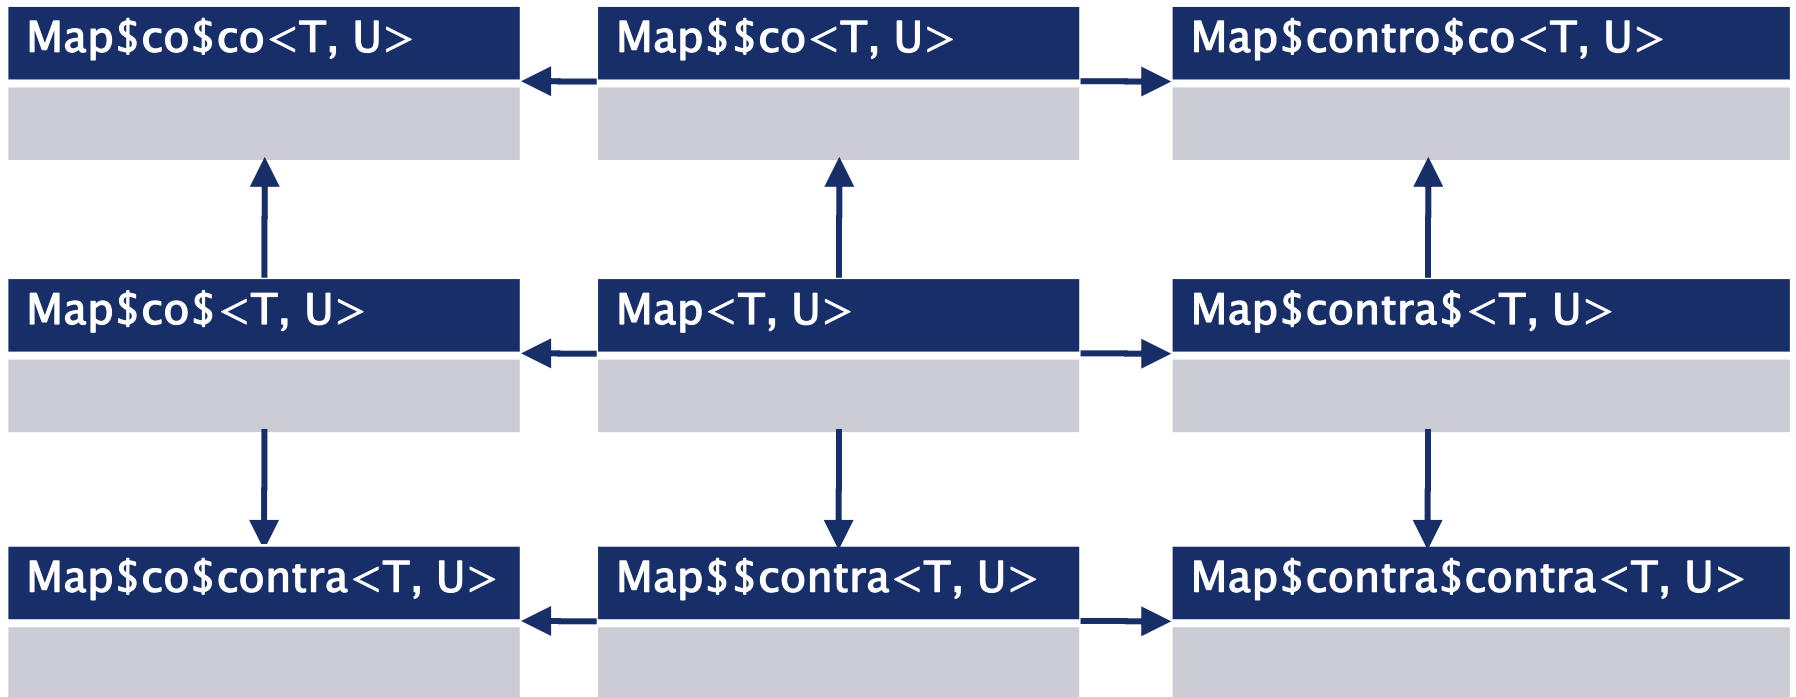 Map$co$co<T, U>
Map$$co<T, U>
Map$contro$co<T, U>
Map$co$<T, U>
Map<T, U>
Map$contra$<T, U>
Map$co$contra<T, U>
Map$$contra<T, U>
Map$contra$contra<T, U>